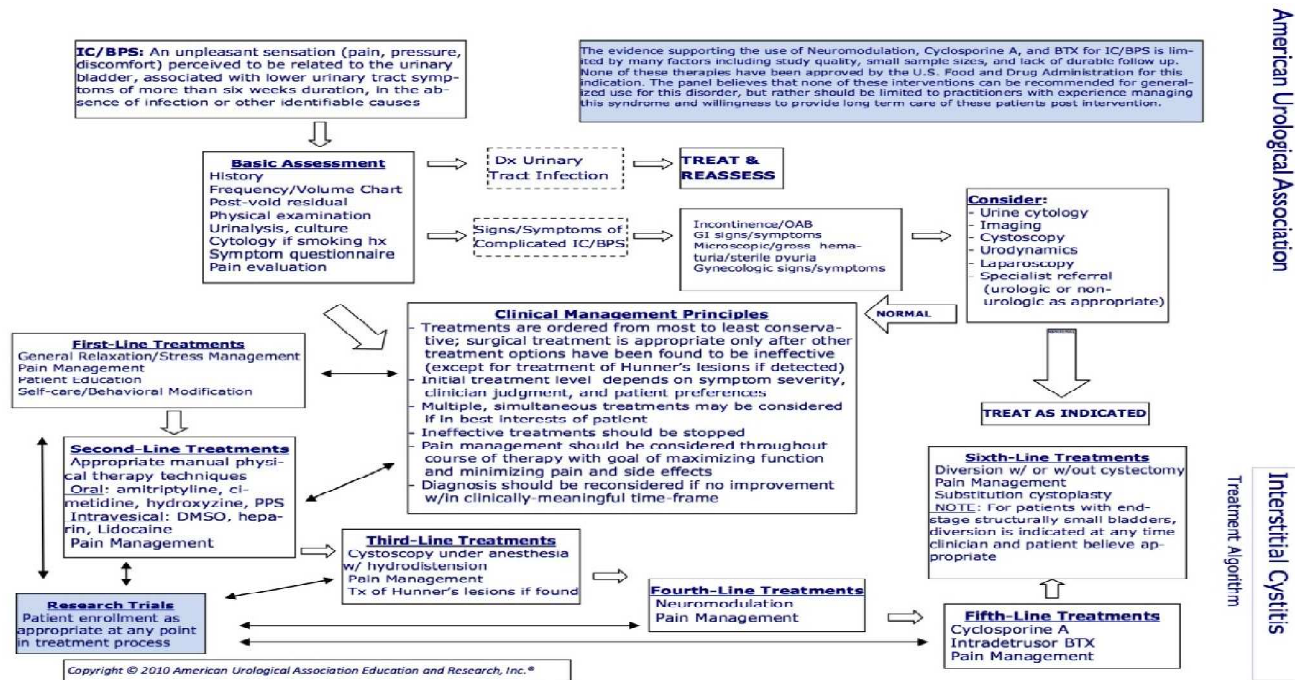 IC/BPS: An unpleasant sensation (pain, pressure,
discomfort) perceived to be related to the urinary
bladder, associated with lower urinary tract symp-
toms of more than six weeks duration, in the ab-
sence of infection or other identifiable causes
The evidence supporting the use of Neuromodulation, Cyclosporine A, and BTX for IC/BPS is lim-
ited by many factors including study quality, small sample sizes, and lack of durable follow up.
None of these therapies have been approved by the U.S. Food and Drug Administration for this
indication. The panel believes that none of these interventions can be recommended for general-
ized use for this disorder, but rather should be limited to practitioners with experience managing
this syndrome and willingness to provide long term care of these patients post intervention.
American Urological Association
Basic Assessment
History
Frequency/Volume Chart
Post-void residual
Physical examination
Urinalysis, culture
Cytology if smoking hx
Symptom questionnaire
Pain evaluation
Dx Urinary
Tract Infection
TREAT &
REASSESS
Signs/Symptoms of
Complicated IC/BPS
Incontinence/OAB
GI signs/symptoms
Microscopic/gross hema-
turia/sterile pyuria
Gynecologic signs/symptoms
Consider:
- Urine cytology
- Imaging
- Cystoscopy
- Urodynamics
- Laparoscopy
- Specialist referral
(urologic or non-
urologic as appropriate)
NORMAL
TREAT AS INDICATED
Clinical Management Principles
- Treatments are ordered from most to least conserva-
tive; surgical treatment is appropriate only after other
treatment options have been found to be ineffective
(except for treatment of Hunner's lesions if detected)
- Initial treatment level depends on symptom severity,
clinician judgment, and patient preferences
- Multiple, simultaneous treatments may be considered
if in best interests of patient
- Ineffective treatments should be stopped
- Pain management should be considered throughout
course of therapy with goal of maximizing function
and minimizing pain and side effects
- Diagnosis should be reconsidered if no improvement
w/in clinically-meaningful time-frame
First-Line Treatments
General Relaxation/Stress Management
Pain Management
Patient Education
Self-care/Behavioral Modification
Second-Line Treatments
Appropriate manual physi-
cal therapy techniques
Oral: amitriptyline, ci-
metidine, hydroxyzine, PPS
Intravesical: DMSO, hepa-
rin, Lidocaine
Pain Management
Third-Line Treatments
Cystoscopy under anesthesia
w/ hydrodistension
Pain Management
Tx of Hunner's lesions if found
Fourth-Line Treatments
Neuromodulation
Pain Management
Fifth-Line Treatments
Cyclosporine A
Intradetrusor BTX
Pain Management
Sixth-Line Treatments
Diversion w/ or w/out cystectomy
Pain Management
Substitution cystoplasty
NOTE: For patients with end-
stage structurally small bladders,
diversion is indicated at any time
clinician and patient believe ap-
propriate
Research Trials
Patient enrollment as
appropriate at any point
in treatment process
Interstitial Cystitis
Treatment Algorithm
Copyright © 2010 American Urological Association Education and Research, Inc.®